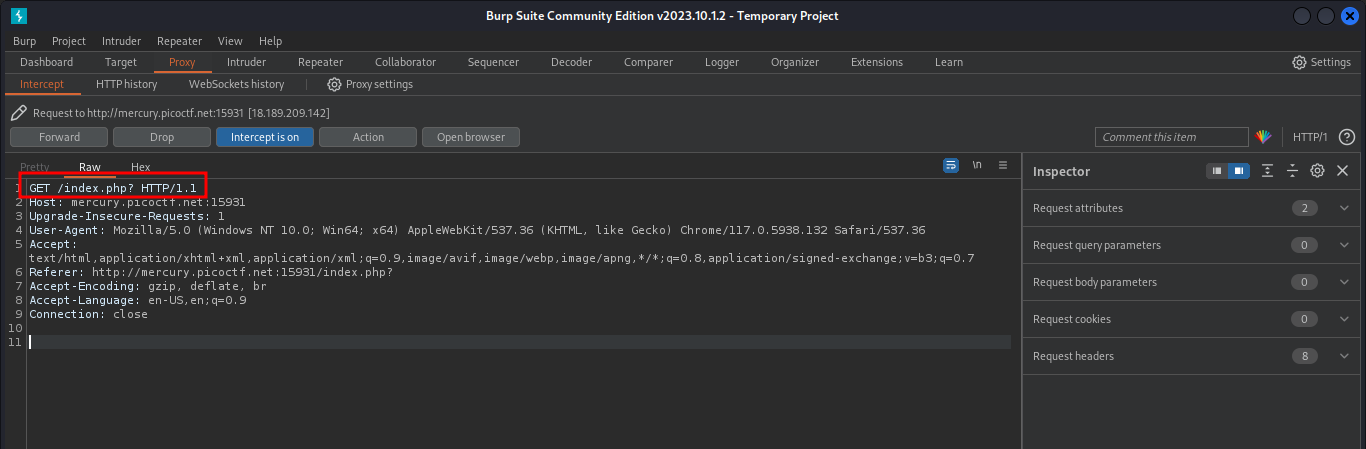 Burp Suite Community Edition v2023.10.1.2 - Temporary Project
Burp Project Intruder Repeater View Help
Dashboard Target Proxy Intruder Repeater Collaborator Sequencer Decoder Comparer Logger Organizer Extensions Learn Settings
Intercept HTTP history WebSockets history Proxy settings
Request to http://mercury.picoctf.net:15931 [18.189.209.142]
Forward Drop Intercept is on Action Open browser Comment this item HTTP/1
Pretty Raw Hex \n
Inspector
1 GET /index.php? HTTP/1.1
2 Host: mercury.picoctf.net:15931
3 Upgrade-Insecure-Requests: 1
4 User-Agent: Mozilla/5.0 (Windows NT 10.0; Win64; x64) AppleWebKit/537.36 (KHTML, like Gecko) Chrome/117.0.5938.132 Safari/537.36
5 Accept:
text/html,application/xhtml+xml,application/xml;q=0.9,image/avif,image/webp,image/apng,*/*;q=0.8,application/signed-exchange;v=b3;q=0.7
6 Referer: http://mercury.picoctf.net:15931/index.php?
7 Accept-Encoding: gzip, deflate, br
8 Accept-Language: en-US,en;q=0.9
9 Connection: close
10
11
Request attributes 2
Request query parameters 0
Request body parameters 0
Request cookies 0
Request headers 8